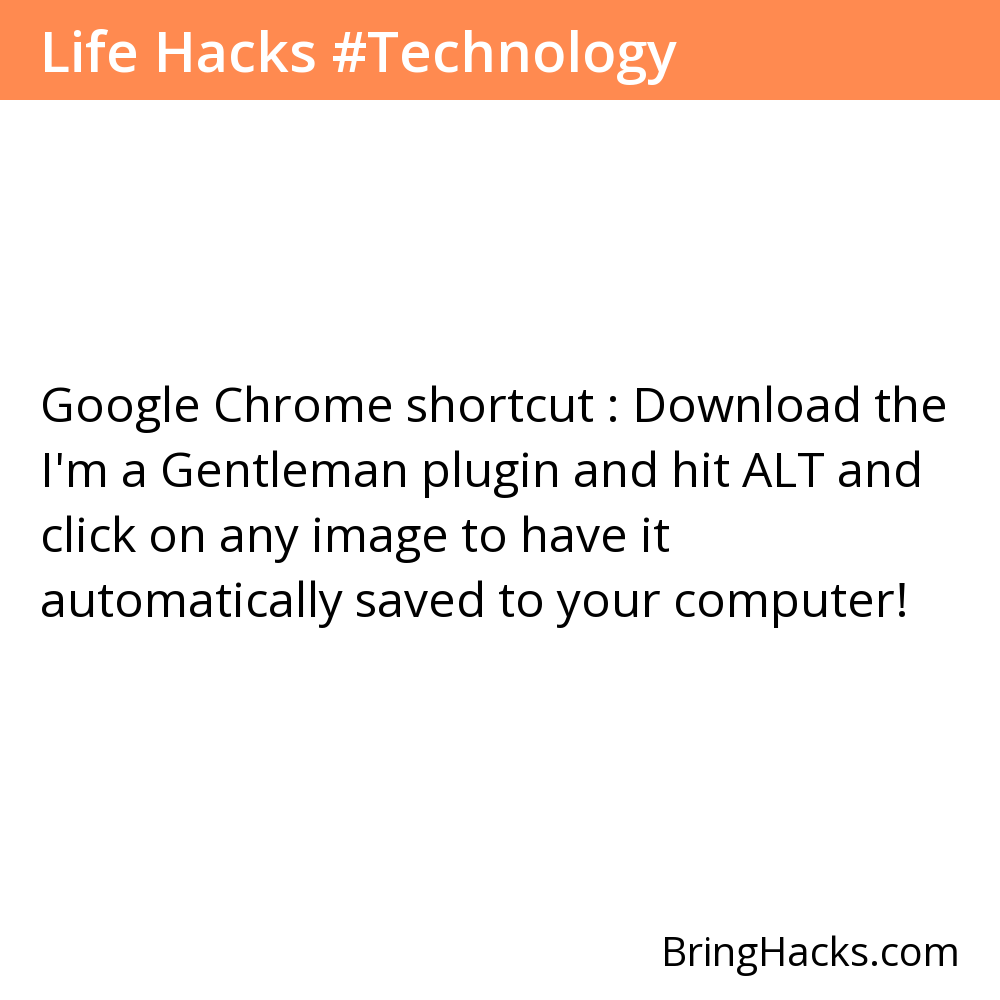 Life Hacks #Technology
Google Chrome shortcut : Download the
I'm a Gentleman plugin and hit ALT and
click on any image to have it
automatically saved to your computer!
BringHacks.com